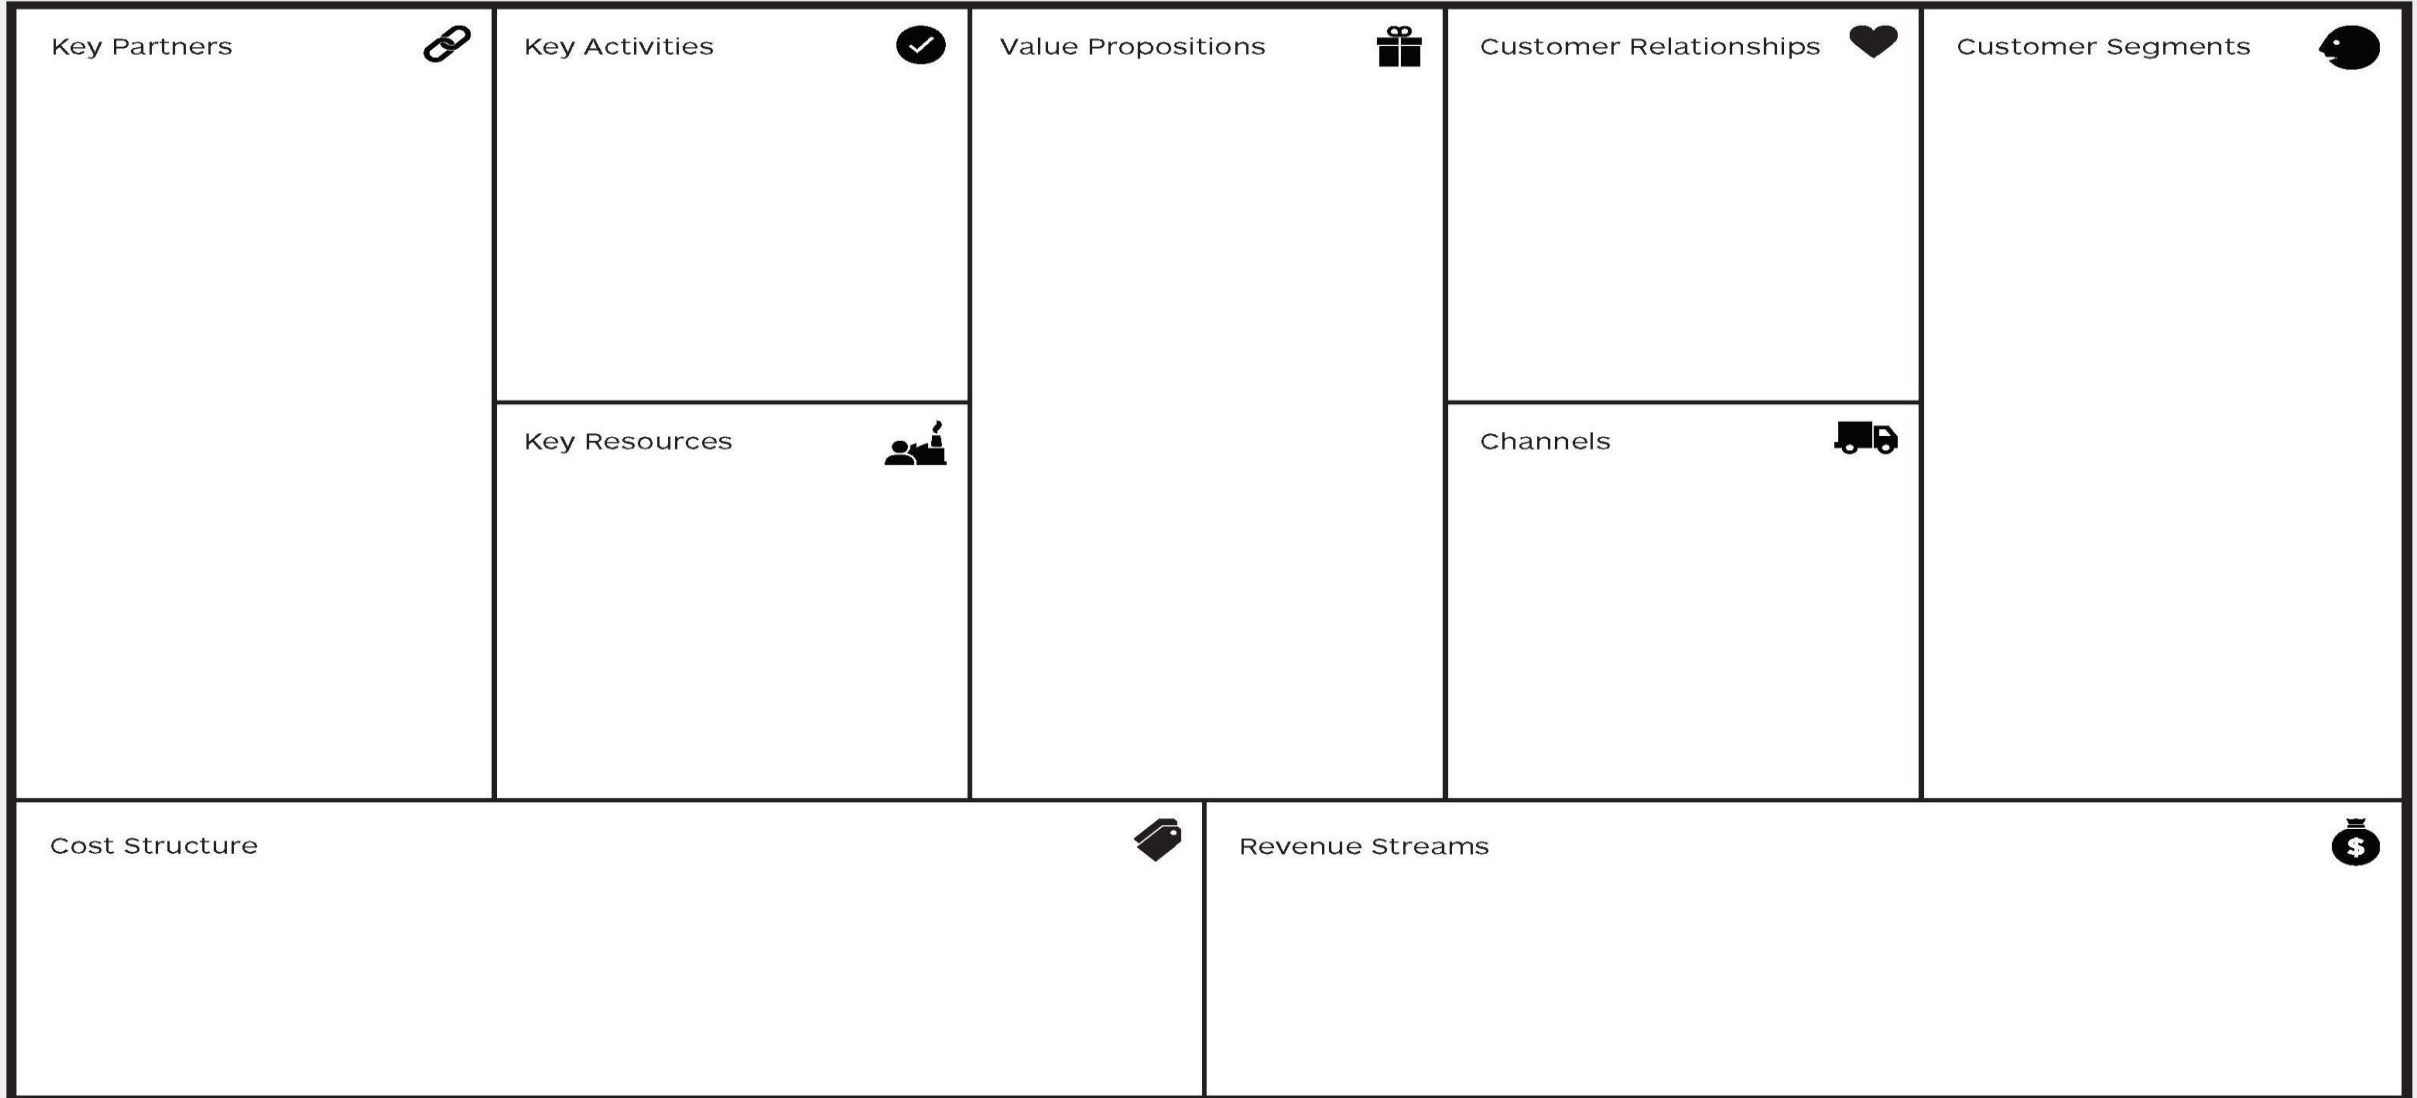 Key Partners
Key Activities
Value Propositions
Customer Relationships
Customer Segments
Key Resources
Channels
Cost Structure
Revenue Streams
$